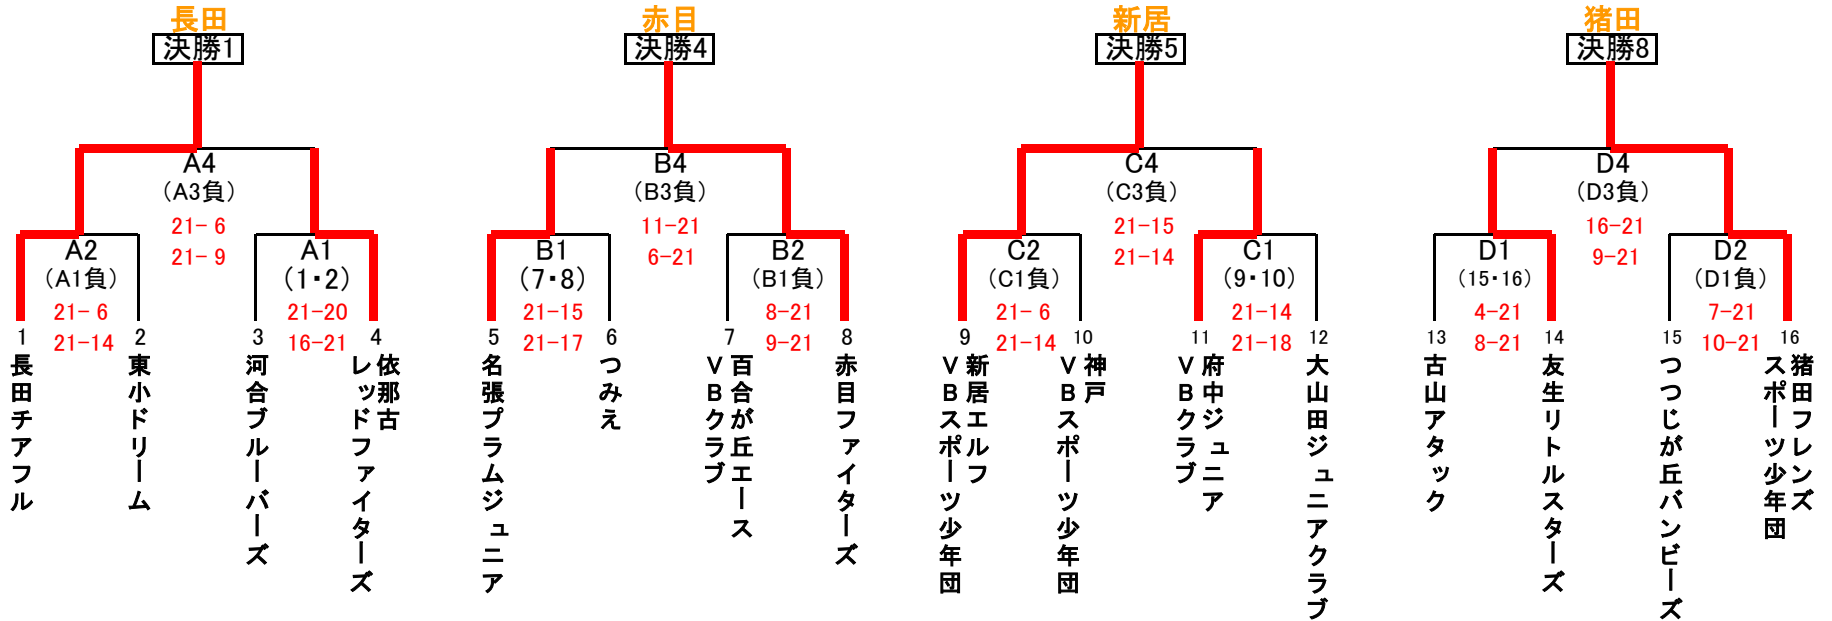 長田
決勝1
A4
(A3負)
21- 6
21- 9
A2
(A1負)
21- 6
21-14
A1
(1・2)
21-20
16-21
1
長田チアフル
2
東小ドリーム
3
河合ブルーバーズ
4
依那古
レッドファイターズ
赤目
決勝4
B4
(B3負)
11-21
6-21
B1
(7・8)
21-15
21-17
B2
(B1負)
8-21
9-21
5
名張プラムジュニア
6
つみえ
7
百合が丘エース
VBクラブ
8
赤目ファイターズ
新居
決勝5
C4
(C3負)
21-15
21-14
C2
(C1負)
21- 6
21-14
C1
(9・10)
21-14
21-18
9
新居エルフ
VBスポーツ少年団
10
神戸
VBスポーツ少年団
11
府中ジュニア
VBクラブ
12
大山田ジュニアクラブ
猪田
決勝8
D4
(D3負)
16-21
9-21
D1
(15・16)
4-21
8-21
D2
(D1負)
7-21
10-21
13
古山アタック
14
友生リトルスターズ
15
つつじが丘バンビーズ
16
猪田フレンズ
スポーツ少年団